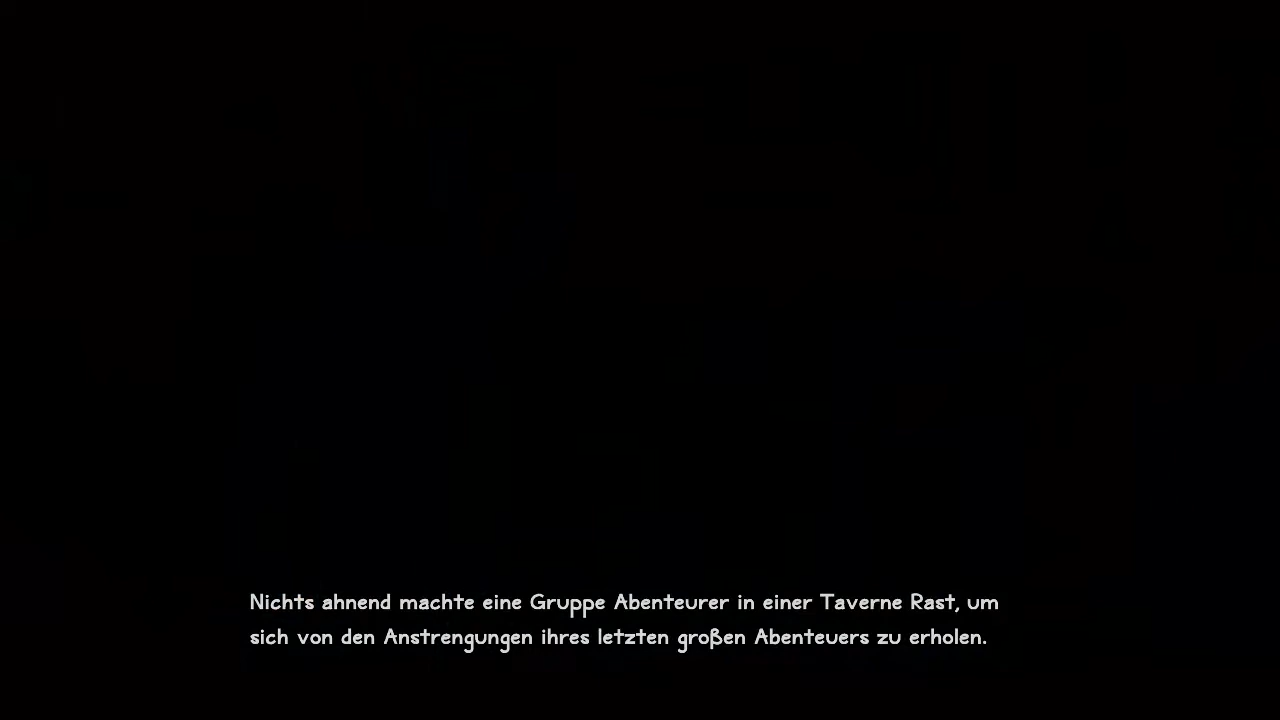 Nichts ahnend machte eine Gruppe Abenteurer in einer Taverne Rast, um
sich von den Anstrengungen ihres letzten großen Abenteuers zu erholen.